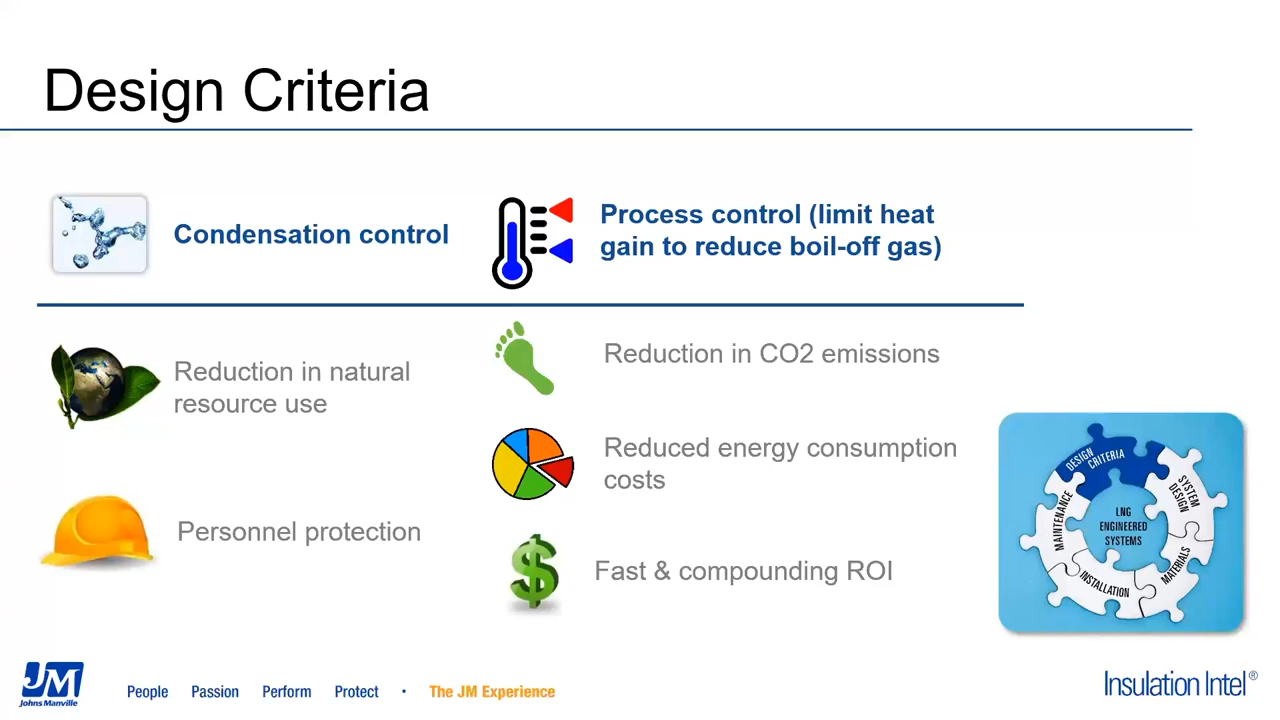 Design Criteria
Condensation control
Process control (limit heat
gain to reduce boil-off gas)
Reduction in natural
resource use
Reduction in CO2 emissions
Reduced energy consumption
costs
Personnel protection
Fast & compounding ROI
DESIGN
CRITERIA
SYSTEM
DESIGN
MATERIALS
INSTALLATION
MAINTENANCE
LNG
ENGINEERED
SYSTEMS
JM
Johns Manville
People Passion Perform Protect · The JM Experience
Insulation Intel®